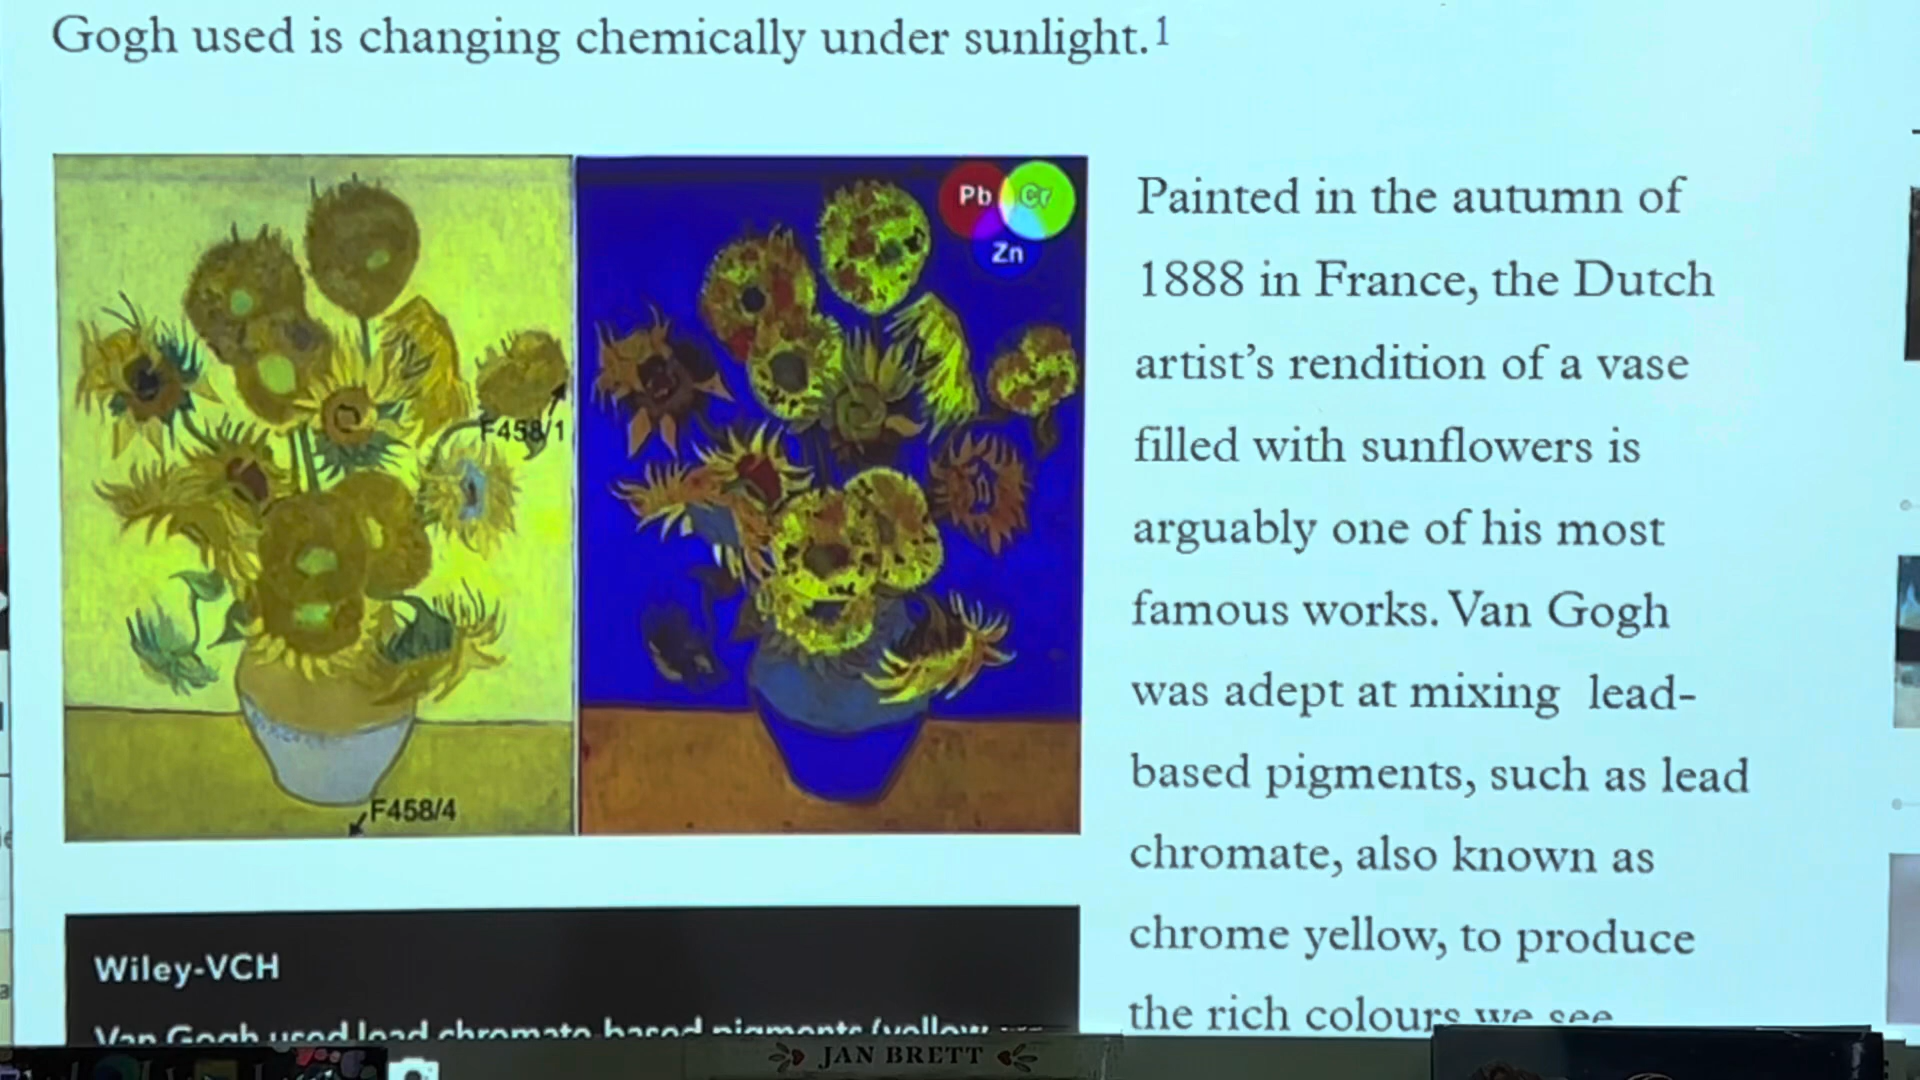 Gogh used is changing chemically under sunlight.1
Pb
Cr
Zn
F458/1
F458/4
Painted in the autumn of
1888 in France, the Dutch
artist’s rendition of a vase
filled with sunflowers is
arguably one of his most
famous works. Van Gogh
was adept at mixing lead-
based pigments, such as lead
chromate, also known as
chrome yellow, to produce
the rich colours we see
Wiley-VCH
Van Gogh used lead chromate-based pigments (yellow
JAN BRETT